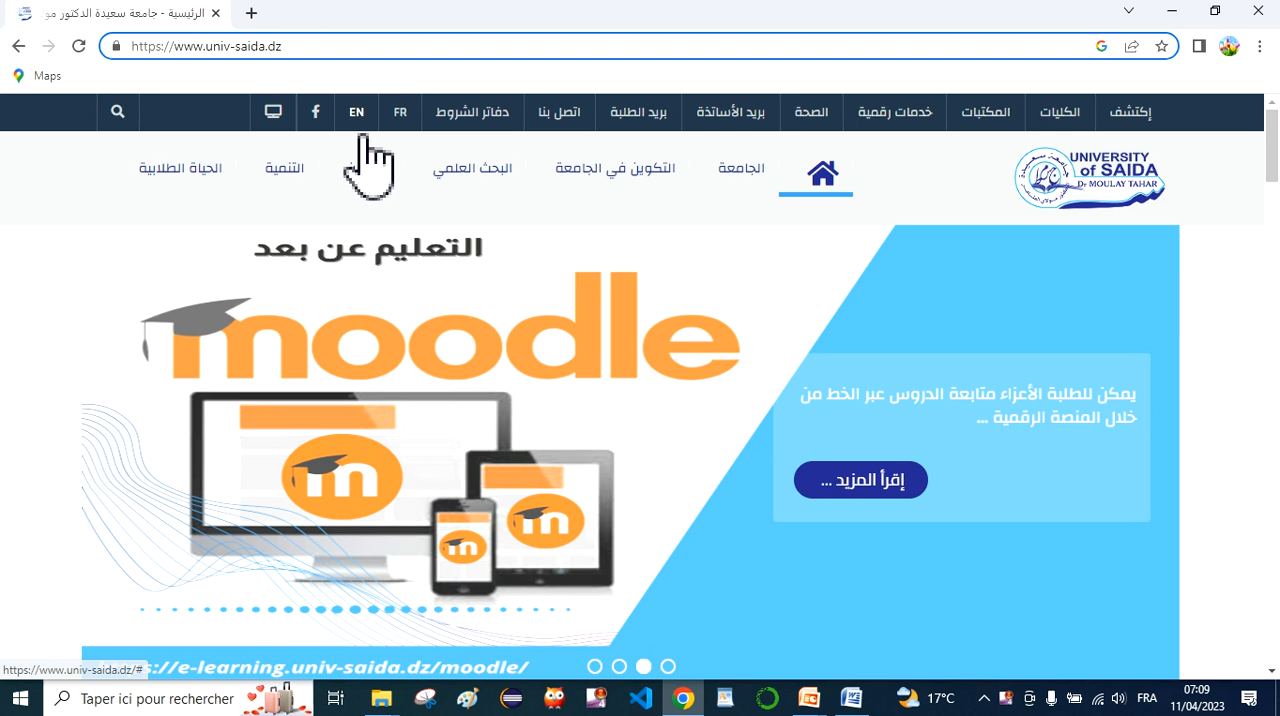 الرئيسية - جامعة سعيدة الدكتور مو
https://www.univ-saida.dz
Maps
إكتشف
الكليات
المكتبات
خدمات رقمية
الصحة
بريد الأساتذة
بريد الطلبة
اتصل بنا
دفاتر الشروط
FR
EN
UNIVERSITY
of SAIDA
Dr MOULAY TAHAR
الجامعة
التكوين في الجامعة
البحث العلمي
التنمية
الحياة الطلابية
التعليم عن بعد
moodle
يمكن للطلبة الأعزاء متابعة الدروس عبر الخط من
خلال المنصة الرقمية ...
إقرأ المزيد ...
s://e-learning.univ-saida.dz/moodle/
https://www.univ-saida.dz/#
Taper ici pour rechercher
17°C
FRA
07:09
11/04/2023